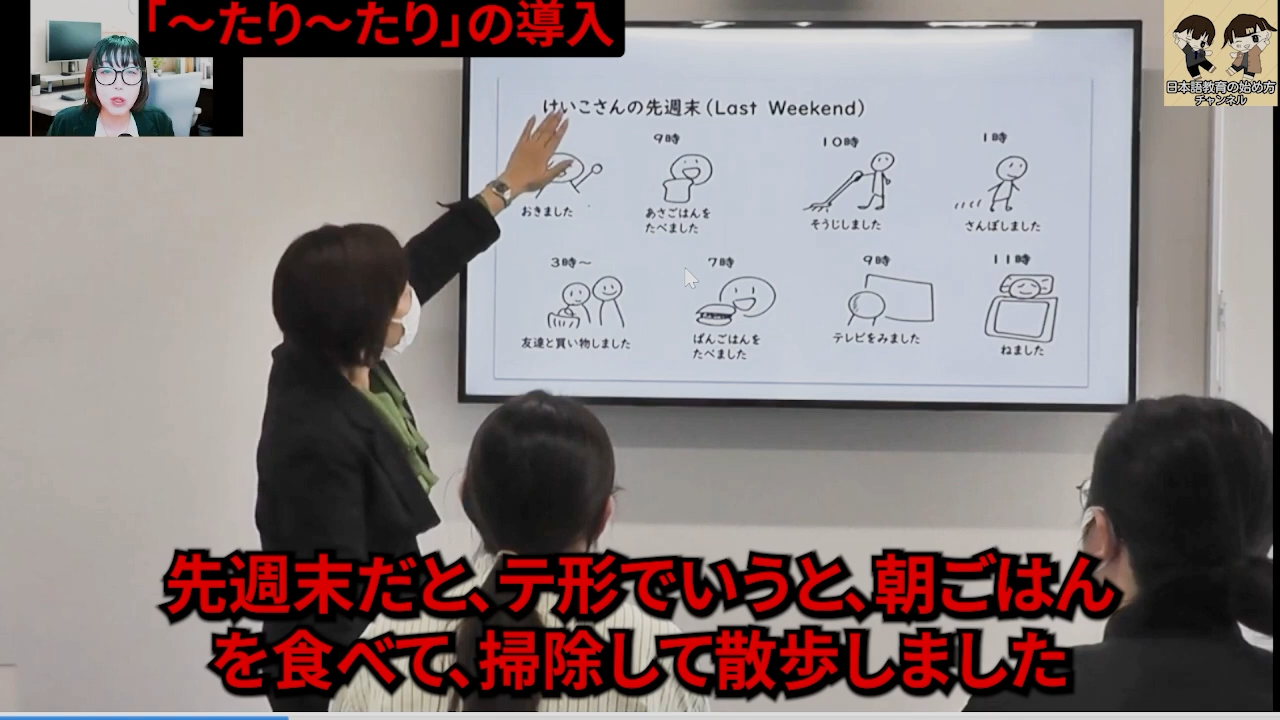 「～たり～たり」の導入
日本語教育の始め方
チャンネル
けいこさんの先週末（Last Weekend）
9時
10時
1時
おきました
あさごはんを
たべました
そうじしました
さんぽしました
3時～
7時
9時
11時
友達と買い物しました
ばんごはんを
たべました
テレビをみました
ねました
先週末だと、テ形でいうと、朝ごはん
を食べて、掃除して散歩しました